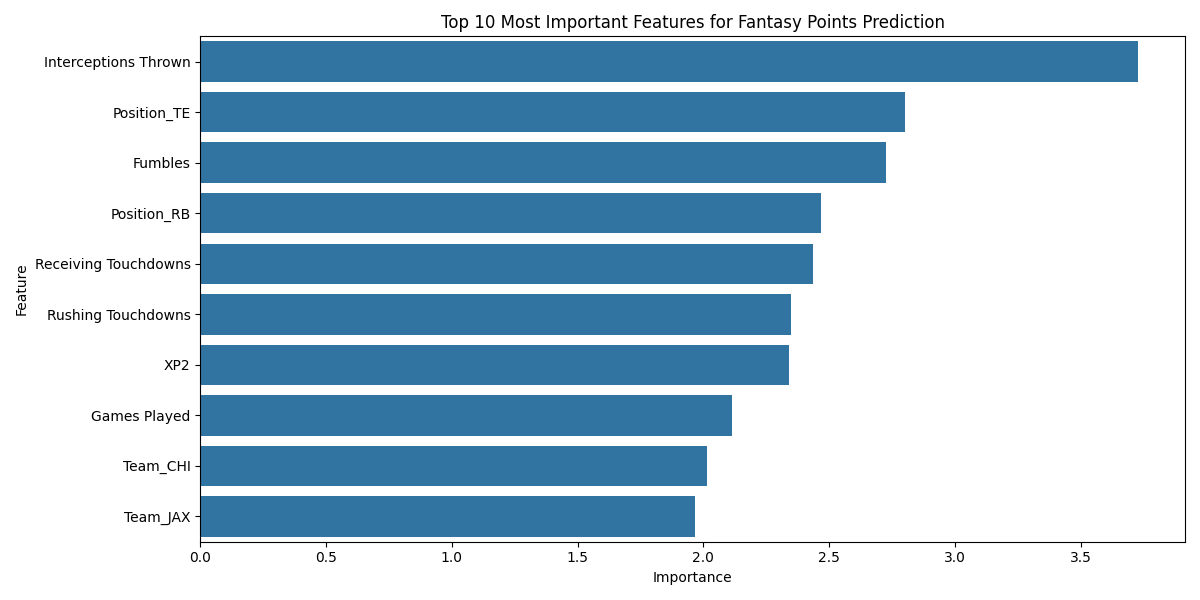 Top 10 Most Important Features for Fantasy Points Prediction
Interceptions Thrown
Position_TE
Fumbles
Position_RB
Receiving Touchdowns
Rushing Touchdowns
XP2
Games Played
Team_CHI
Team_JAX
Feature
0.0 0.5 1.0 1.5 2.0 2.5 3.0 3.5
Importance